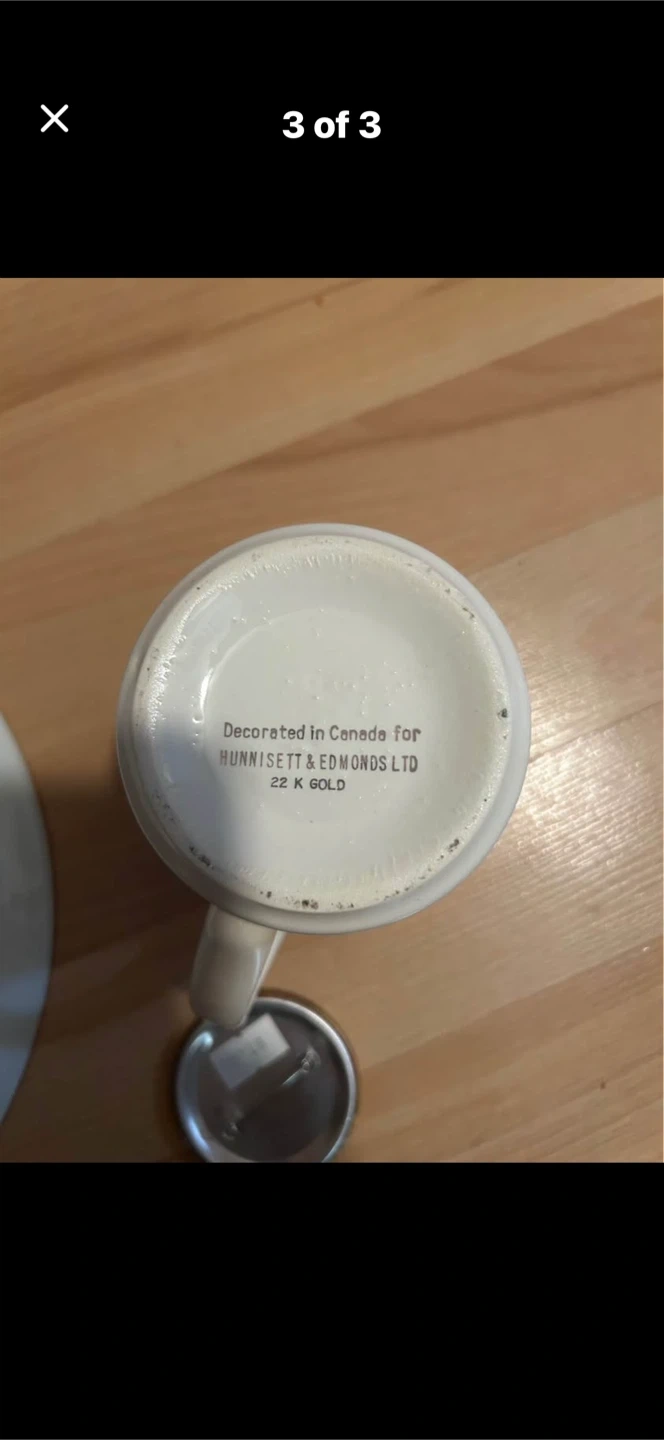 3 of 3
Decorated in Canada for
HUNNISETT & EDMONDS LTD
22 K GOLD